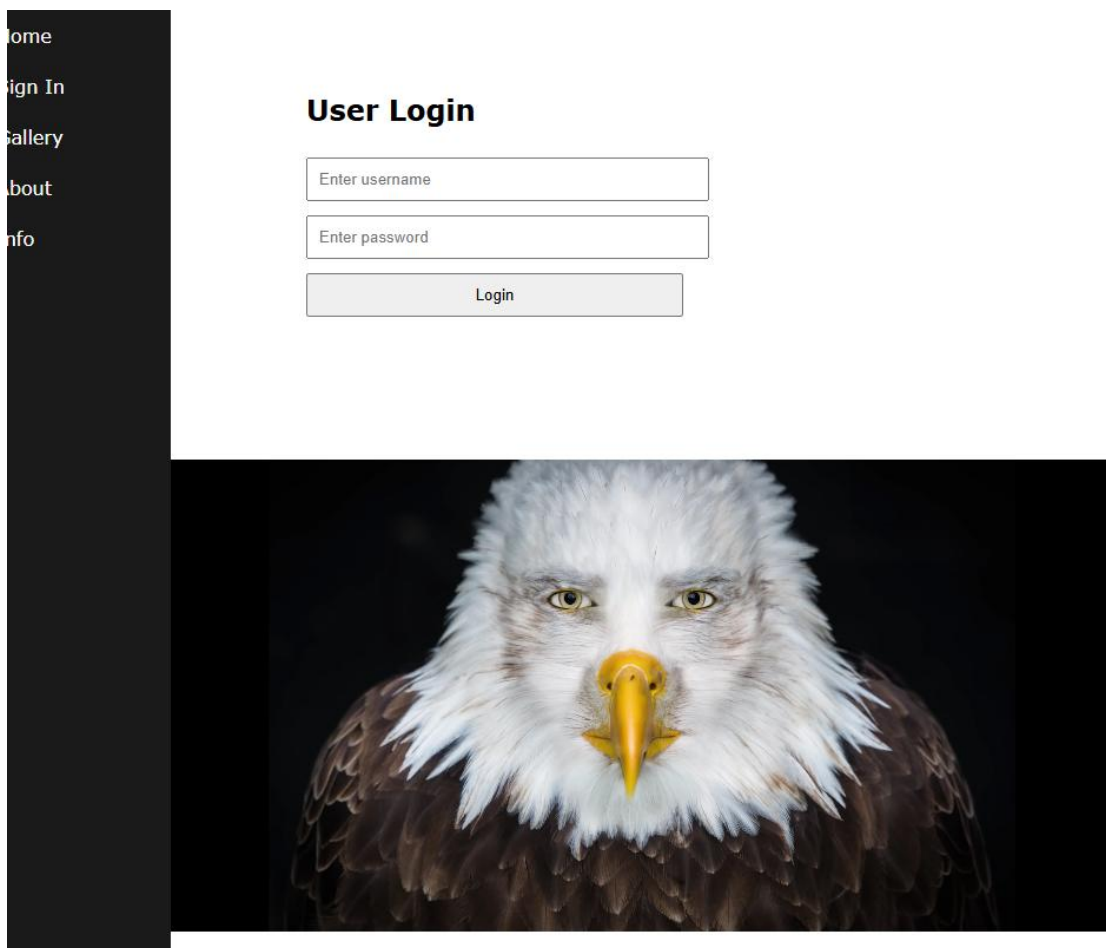 ome
ign In
allery
bout
nfo
User Login
Enter username
Enter password
Login